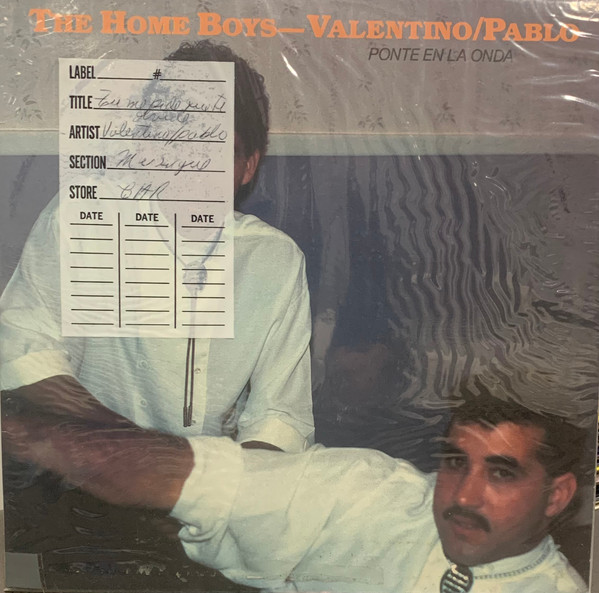 THE HOME BOYS—VALENTINO/PABLO
PONTE EN LA ONDA
LABEL #
TITLE
ARTIST Valentino/pablo
SECTION
STORE
DATE DATE DATE